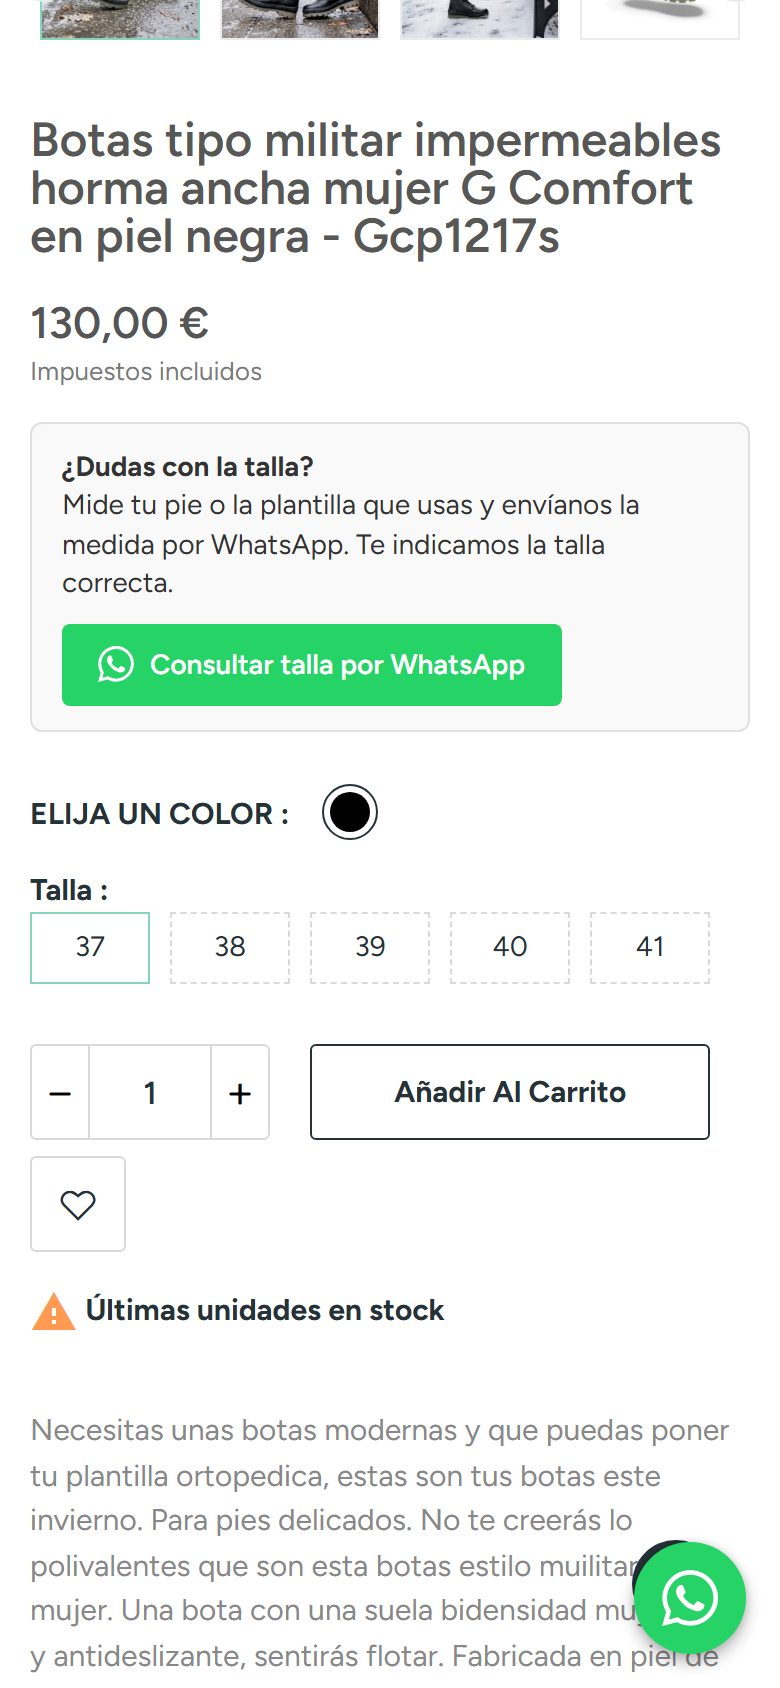 Botas tipo militar impermeables
horma ancha mujer G Comfort
en piel negra - Gcp1217s
130,00 €
Impuestos incluidos
¿Dudas con la talla?
Mide tu pie o la plantilla que usas y envíanos la
medida por WhatsApp. Te indicamos la talla
correcta.
Consultar talla por WhatsApp
ELIJA UN COLOR :
Talla :
37 38 39 40 41
− 1 + Añadir Al Carrito
Últimas unidades en stock
Necesitas unas botas modernas y que puedas poner
tu plantilla ortopedica, estas son tus botas este
invierno. Para pies delicados. No te creerás lo
polivalentes que son esta botas estilo muilitar
mujer. Una bota con una suela bidensidad
y antideslizante, sentirás flotar. Fabricada en piel de